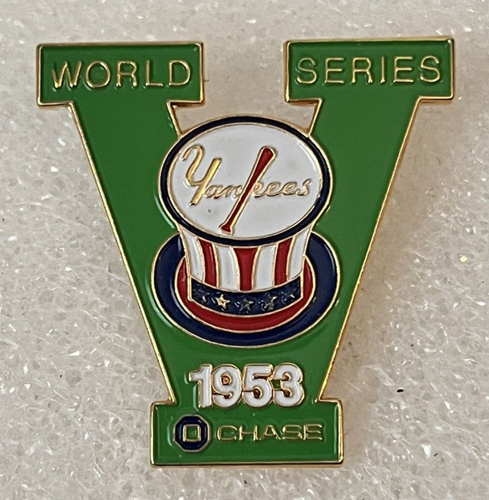 WORLD SERIES
Yankees
1953
CHASE